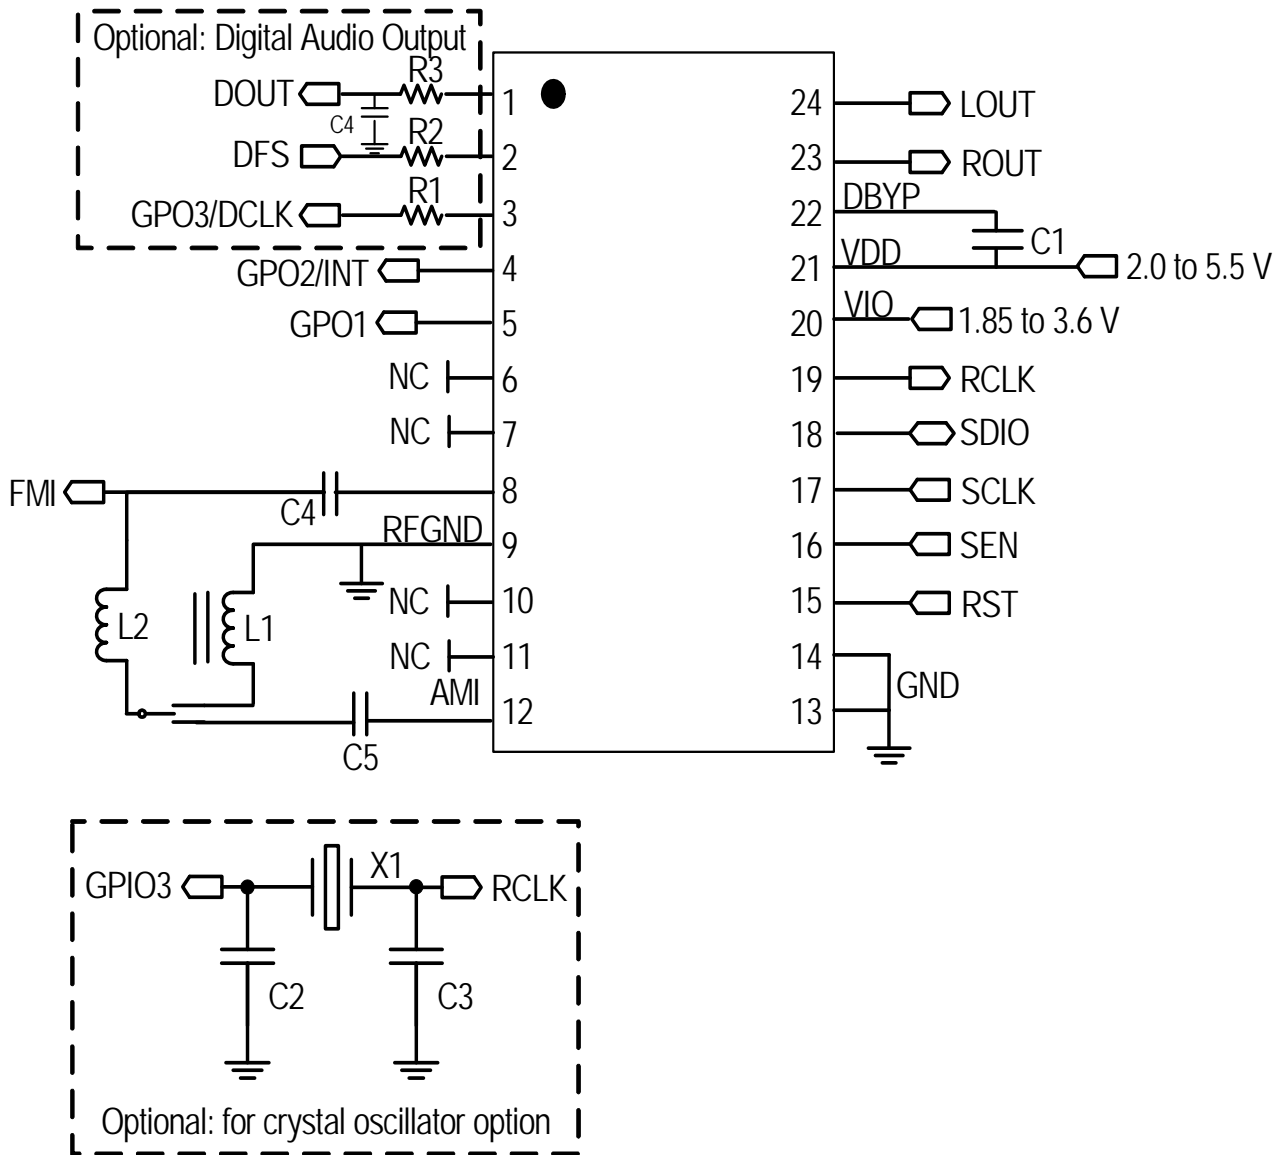 Optional: Digital Audio Output
R3
DOUT
1
C4
R2
DFS
2
R1
GPO3/DCLK
3
GPO2/INT
4
GPO1
5
NC
6
NC
7
FMI
C4
8
RFGND
9
L2
L1
NC
10
NC
11
AMI
12
C5
24
LOUT
23
ROUT
DBYP
22
C1
VDD
21
2.0 to 5.5 V
VIO
20
1.85 to 3.6 V
19
RCLK
18
SDIO
17
SCLK
16
SEN
15
RST
14
GND
13
GPIO3
X1
RCLK
C2
C3
Optional: for crystal oscillator option